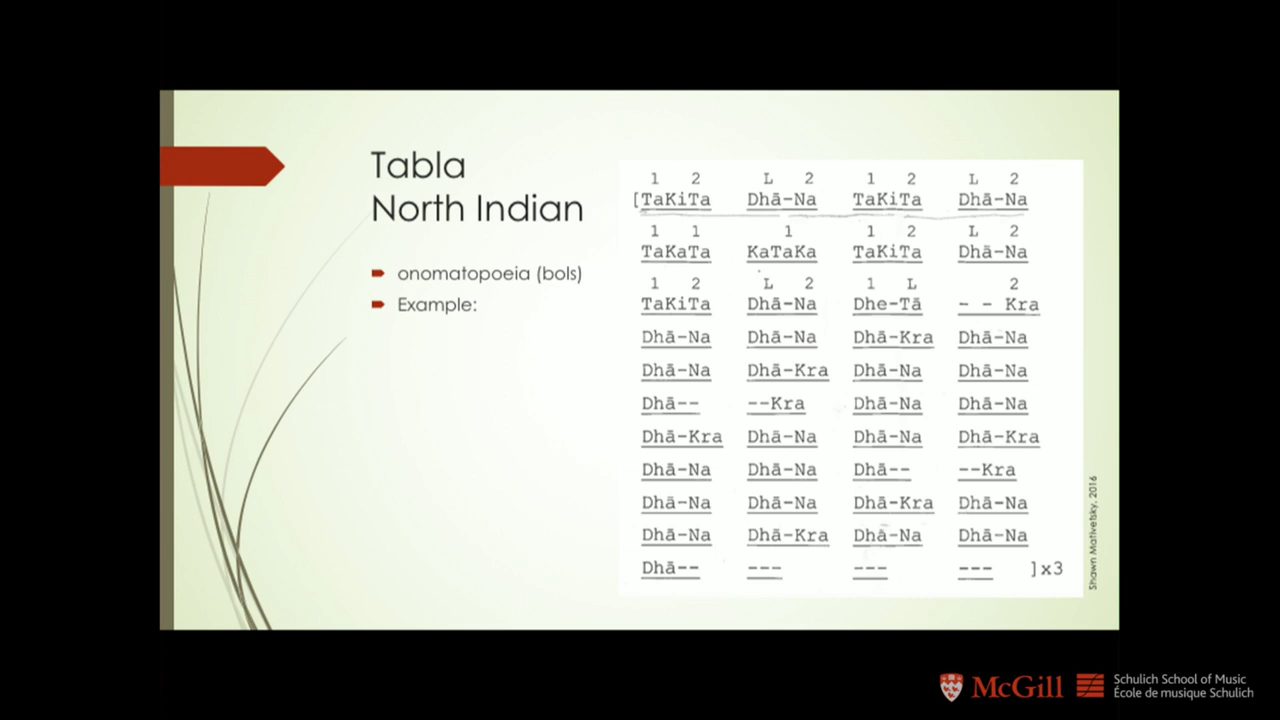 Tabla
North Indian
onomatopoeia (bols)
Example:
1 2 L 2 1 2 L 2
[TaKiTa Dhā-Na TaKiTa Dhā-Na
1 1 1 1 2 L 2
TaKaTa KaTaKa TaKiTa Dhā-Na
1 2 L 2 1 L 2
TaKiTa Dhā-Na Dhe-Tā - - Kra
Dhā-Na Dhā-Na Dhā-Kra Dhā-Na
Dhā-Na Dhā-Kra Dhā-Na Dhā-Na
Dhā-- --Kra Dhā-Na Dhā-Na
Dhā-Kra Dhā-Na Dhā-Na Dhā-Kra
Dhā-Na Dhā-Na Dhā-- --Kra
Dhā-Na Dhā-Na Dhā-Kra Dhā-Na
Dhā-Na Dhā-Kra Dhā-Na Dhā-Na
Dhā-- --- --- --- ]x3
Shawn Mativetsky, 2016
McGill
Schulich School of Music
École de musique Schulich